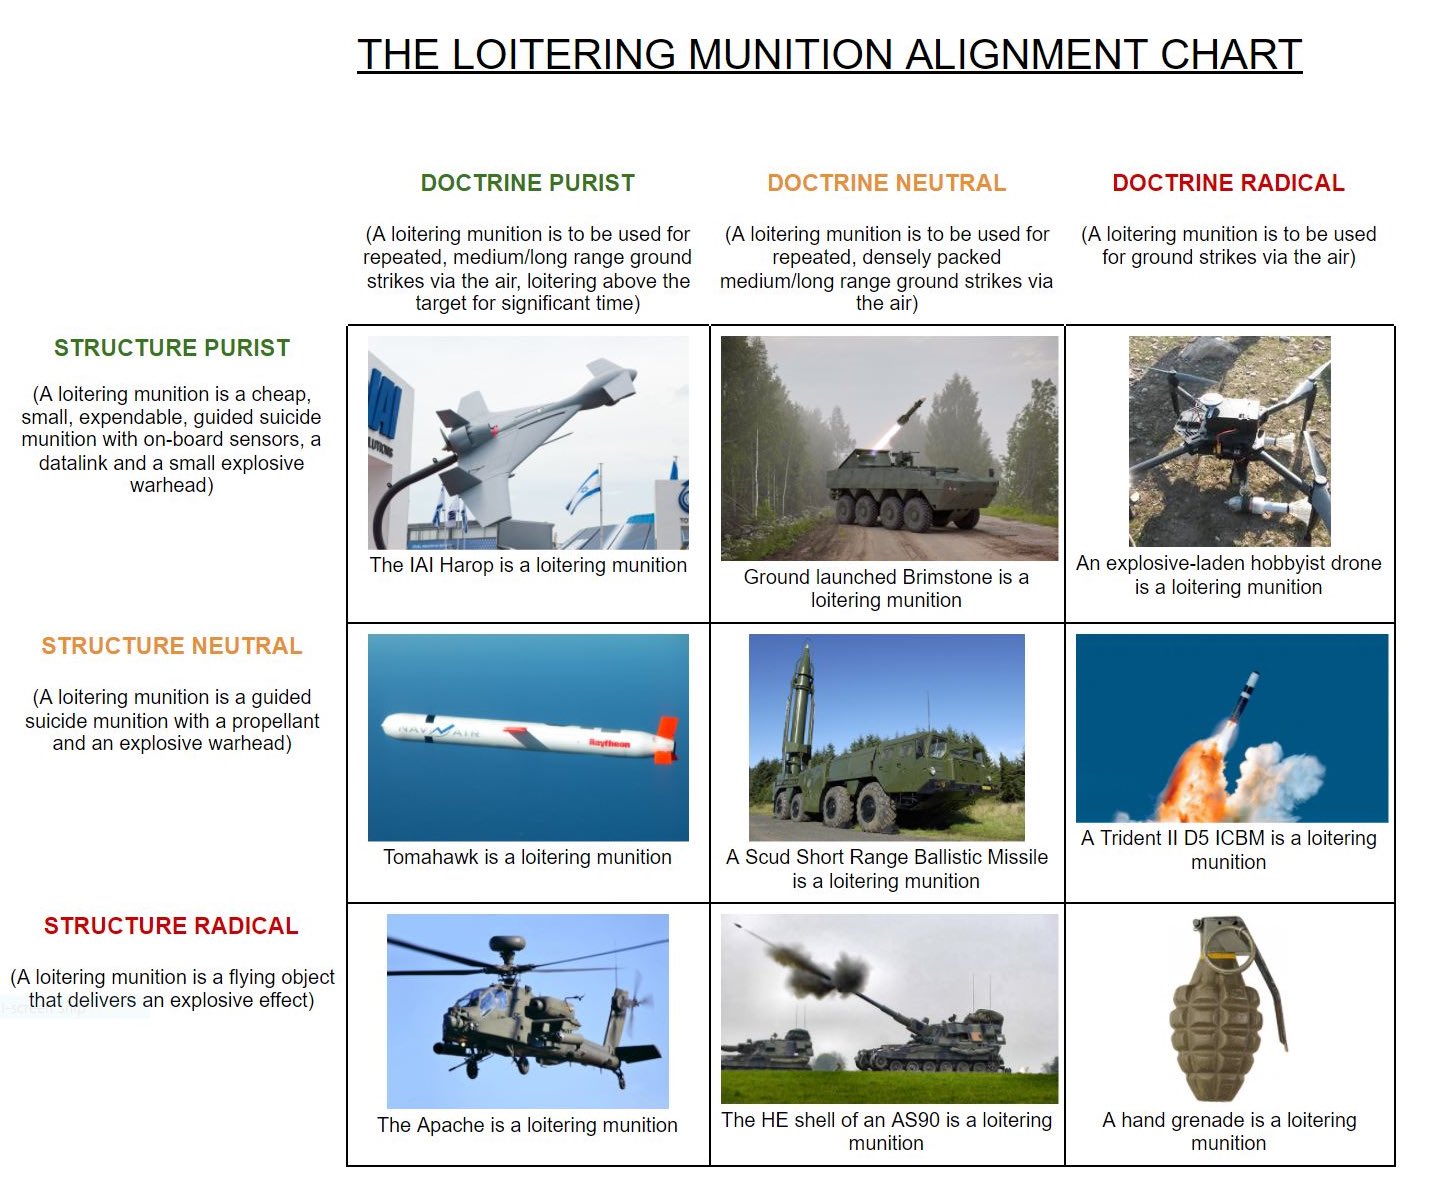 THE LOITERING MUNITION ALIGNMENT CHART
DOCTRINE PURIST
(A loitering munition is to be used for
repeated, medium/long range ground
strikes via the air, loitering above the
target for significant time)
DOCTRINE NEUTRAL
(A loitering munition is to be used for
repeated, densely packed
medium/long range ground strikes via
the air)
DOCTRINE RADICAL
(A loitering munition is to be used
for ground strikes via the air)
STRUCTURE PURIST
(A loitering munition is a cheap,
small, expendable, guided suicide
munition with on-board sensors, a
datalink and a small explosive
warhead)
IAI
The IAI Harop is a loitering munition
Ground launched Brimstone is a
loitering munition
An explosive-laden hobbyist drone
is a loitering munition
STRUCTURE NEUTRAL
(A loitering munition is a guided
suicide munition with a propellant
and an explosive warhead)
NAVAIR
Raytheon
Tomahawk is a loitering munition
A Scud Short Range Ballistic Missile
is a loitering munition
A Trident II D5 ICBM is a loitering
munition
STRUCTURE RADICAL
(A loitering munition is a flying object
that delivers an explosive effect)
The Apache is a loitering munition
The HE shell of an AS90 is a loitering
munition
A hand grenade is a loitering
munition